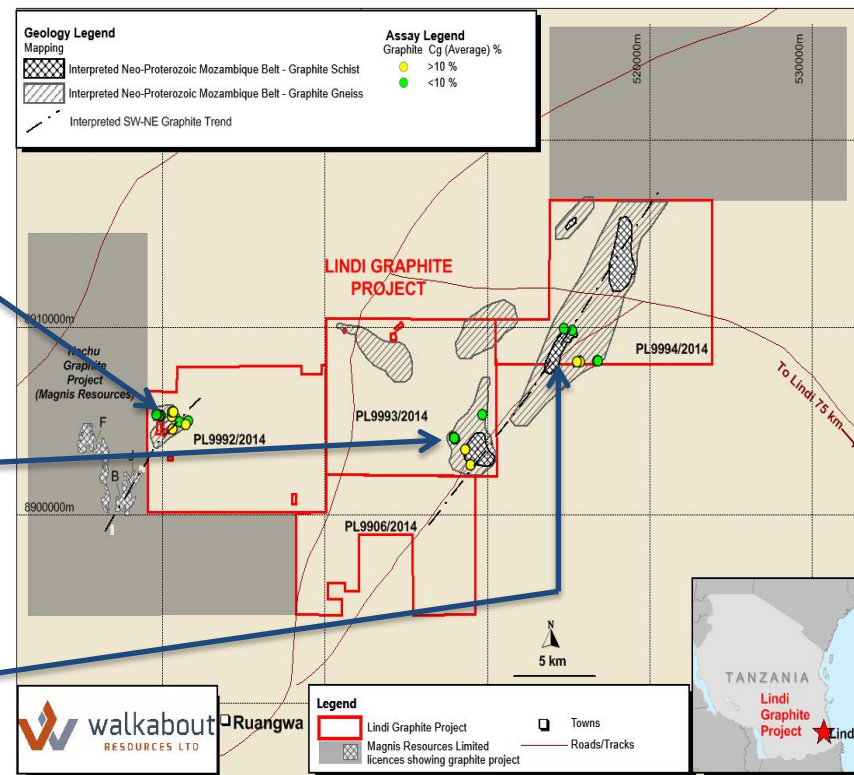 Geology Legend
Mapping
Interpreted Neo-Proterozoic Mozambique Belt - Graphite Schist
Interpreted Neo-Proterozoic Mozambique Belt - Graphite Gneiss
Interpreted SW-NE Graphite Trend
Assay Legend
Graphite Cg (Average) %
>10 %
<10 %
520000m
530000m
LINDI GRAPHITE
PROJECT
8910000m
Nachu
Graphite
Project
(Magnis Resources)
F
J
B
PL9992/2014
PL9993/2014
PL9994/2014
To Lindi 75 km
8900000m
PL9906/2014
N
5 km
walkabout
RESOURCES LTD
Ruangwa
Legend
Lindi Graphite Project
Magnis Resources Limited
licences showing graphite project
Towns
Roads/Tracks
TANZANIA
Lindi
Graphite
Project
Lindi